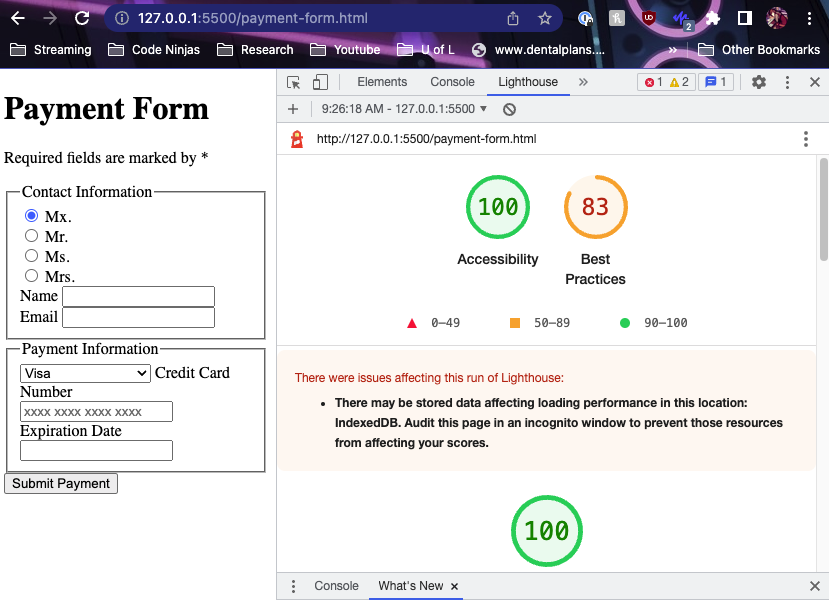 127.0.0.1:5500/payment-form.html
2
Streaming Code Ninjas Research Youtube U of L www.dentalplans.... » Other Bookmarks
Payment Form
Required fields are marked by *
Contact Information
Mx.
Mr.
Ms.
Mrs.
Name
Email
Payment Information
Visa Credit Card
Number
xxxx xxxx xxxx xxxx
Expiration Date
Submit Payment
Elements Console Lighthouse » 1 2 1
9:26:18 AM - 127.0.0.1:5500
http://127.0.0.1:5500/payment-form.html
100 83
Accessibility Best
Practices
0–49 50–89 90–100
There were issues affecting this run of Lighthouse:
• There may be stored data affecting loading performance in this location:
IndexedDB. Audit this page in an incognito window to prevent those resources
from affecting your scores.
100
Console What's New ×